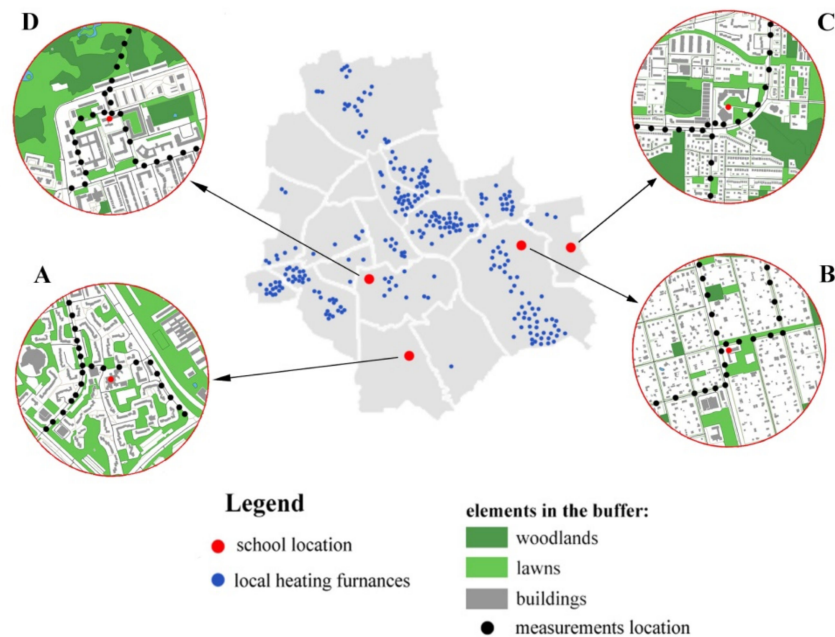 D
C
A
B
Legend
school location
local heating furnances
elements in the buffer:
woodlands
lawns
buildings
measurements location